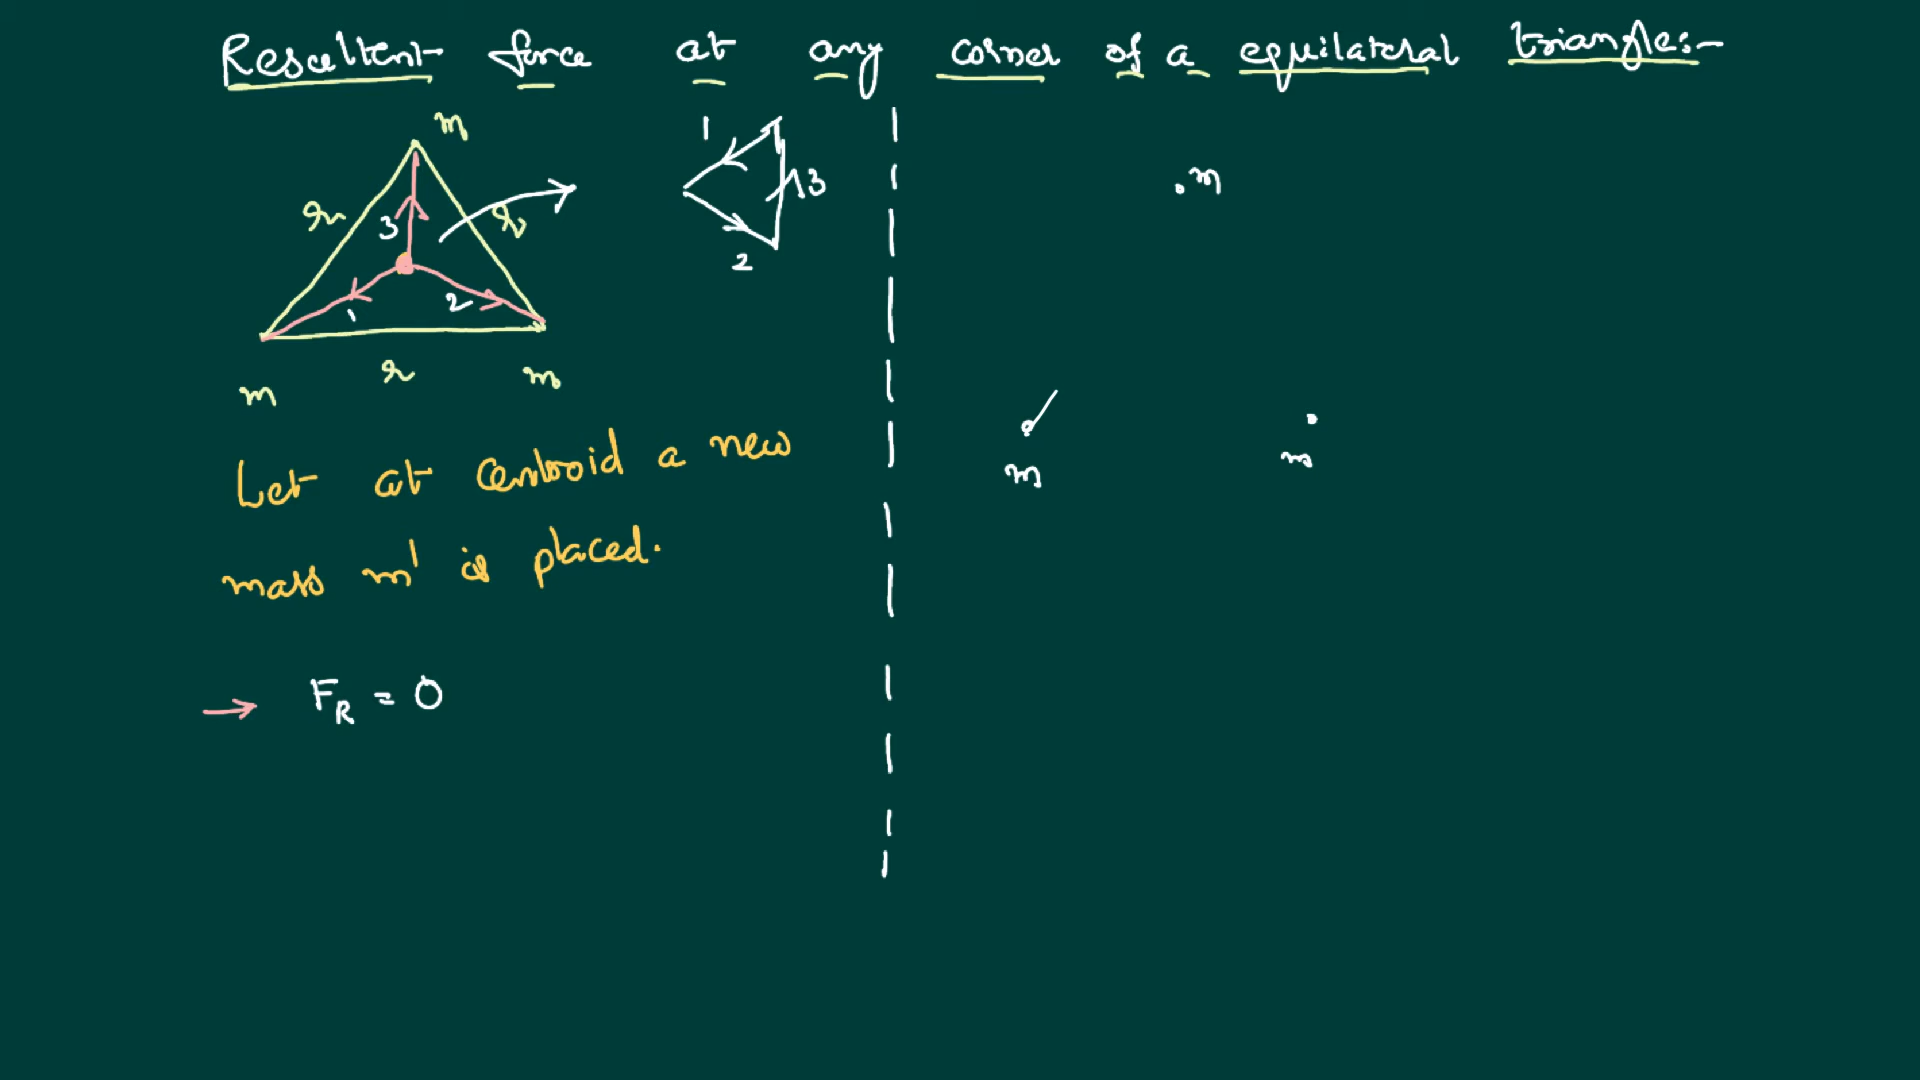 Resultent force at any corner of a equilateral triangle:-
m
r
r
3
1
2
m
r
m
1
2
3
Let at centroid a new
mass m' is placed.
→ F_R = 0
m
m
m